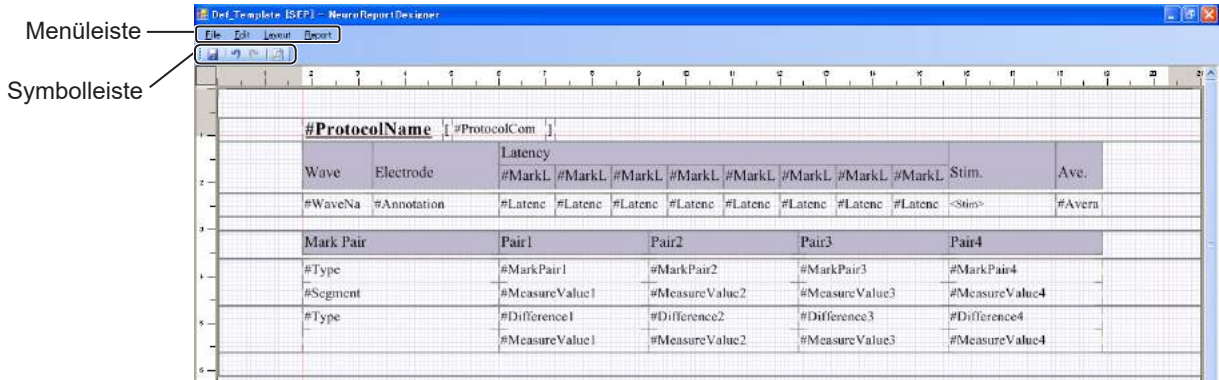 Def_Template [SEP] - NeuroReportDesigner
Menüleiste
File Edit Layout Report
Symbolleiste
#ProtocolName [ #ProtocolCom ]
Latency
Wave Electrode #MarkL #MarkL #MarkL #MarkL #MarkL #MarkL #MarkL #MarkL Stim. Ave.
#WaveNa #Annotation #Latenc #Latenc #Latenc #Latenc #Latenc #Latenc #Latenc #Latenc <Stim> #Avera
Mark Pair Pair1 Pair2 Pair3 Pair4
#Type #MarkPair1 #MarkPair2 #MarkPair3 #MarkPair4
#Segment #MeasureValue1 #MeasureValue2 #MeasureValue3 #MeasureValue4
#Type #Difference1 #Difference2 #Difference3 #Difference4
#MeasureValue1 #MeasureValue2 #MeasureValue3 #MeasureValue4